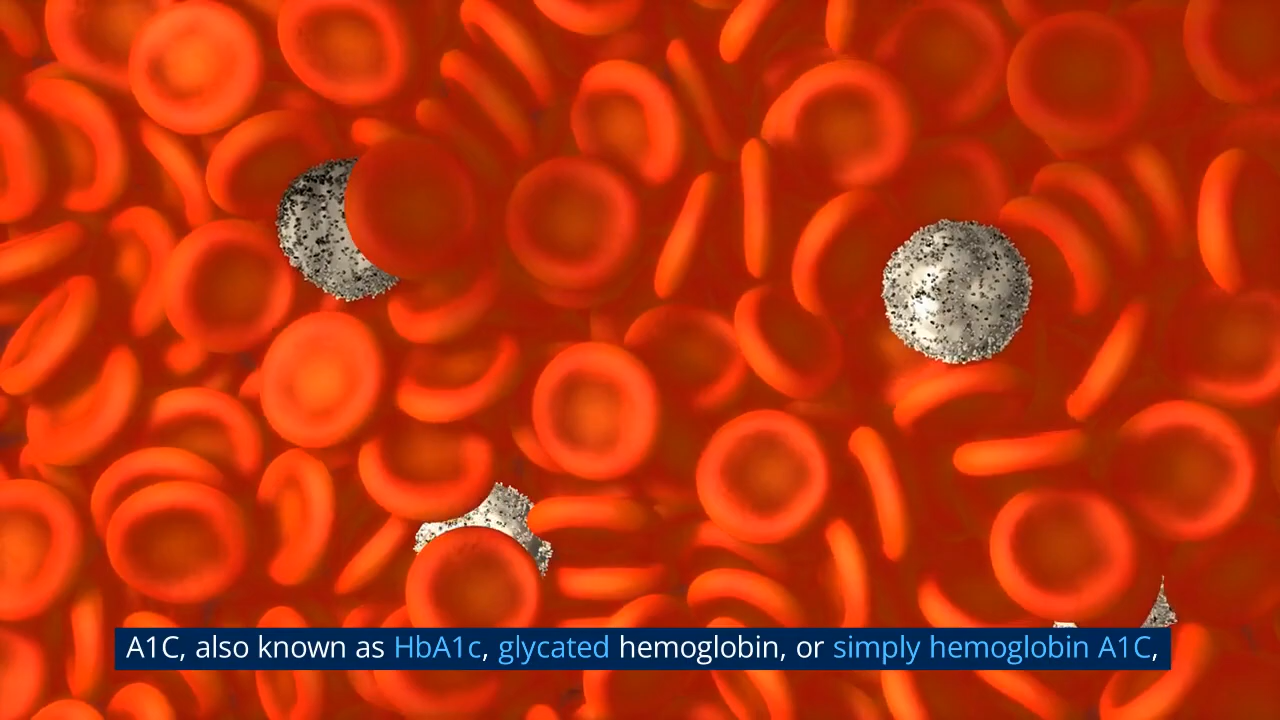 A1C, also known as HbA1c, glycated hemoglobin, or simply hemoglobin A1C,